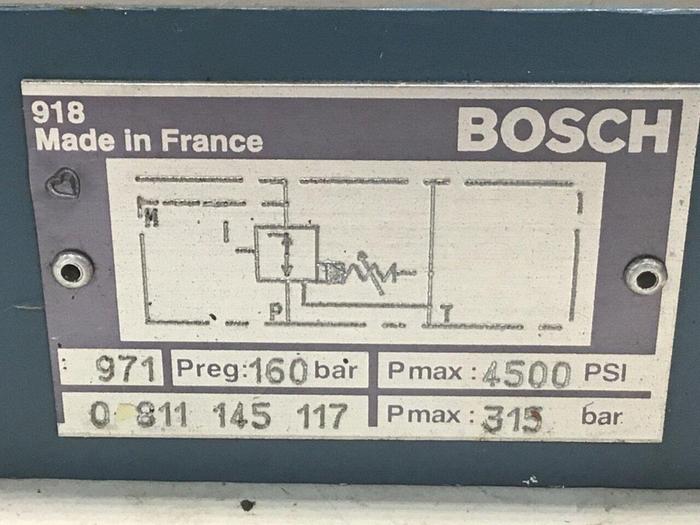 918
Made in France
BOSCH
M
P
T
: 971
Preg: 160 bar
Pmax : 4500 PSI
0 811 145 117
Pmax : 315 bar